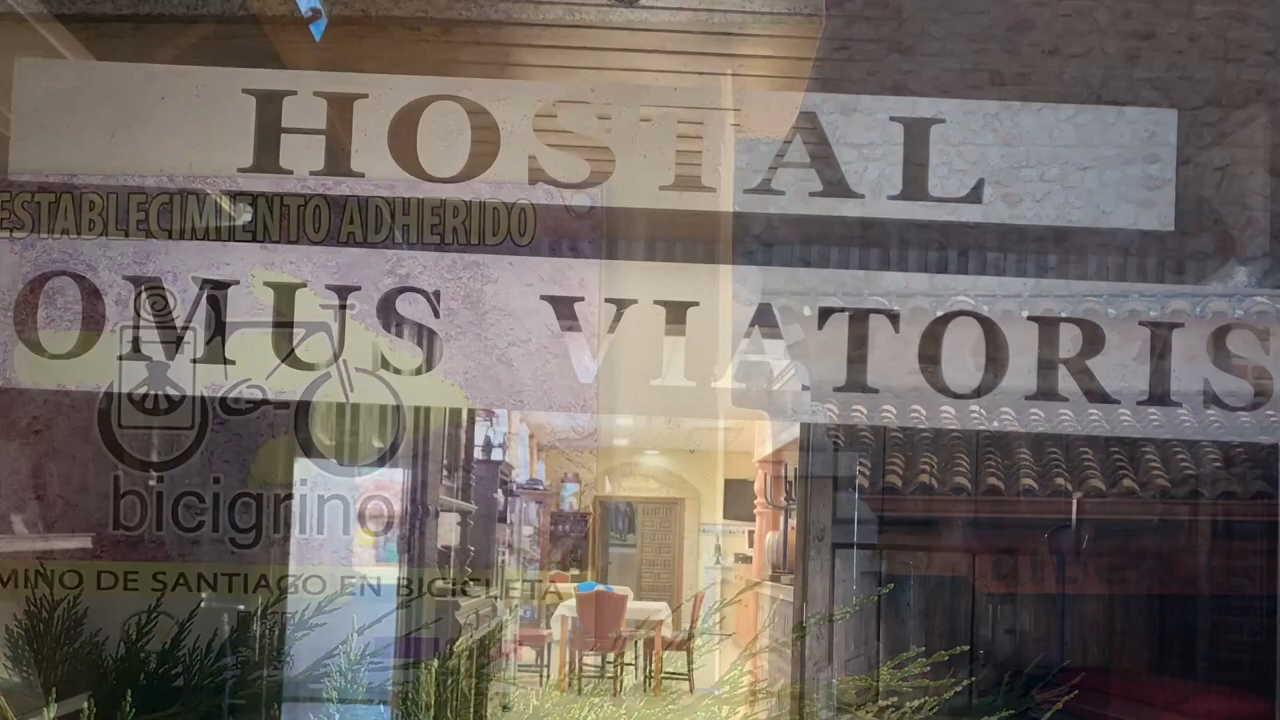 HOSTAL
ESTABLECIMIENTO ADHERIDO
OMUS VIATORIS
bicigrino
MINO DE SANTIAGO EN BICICLETA